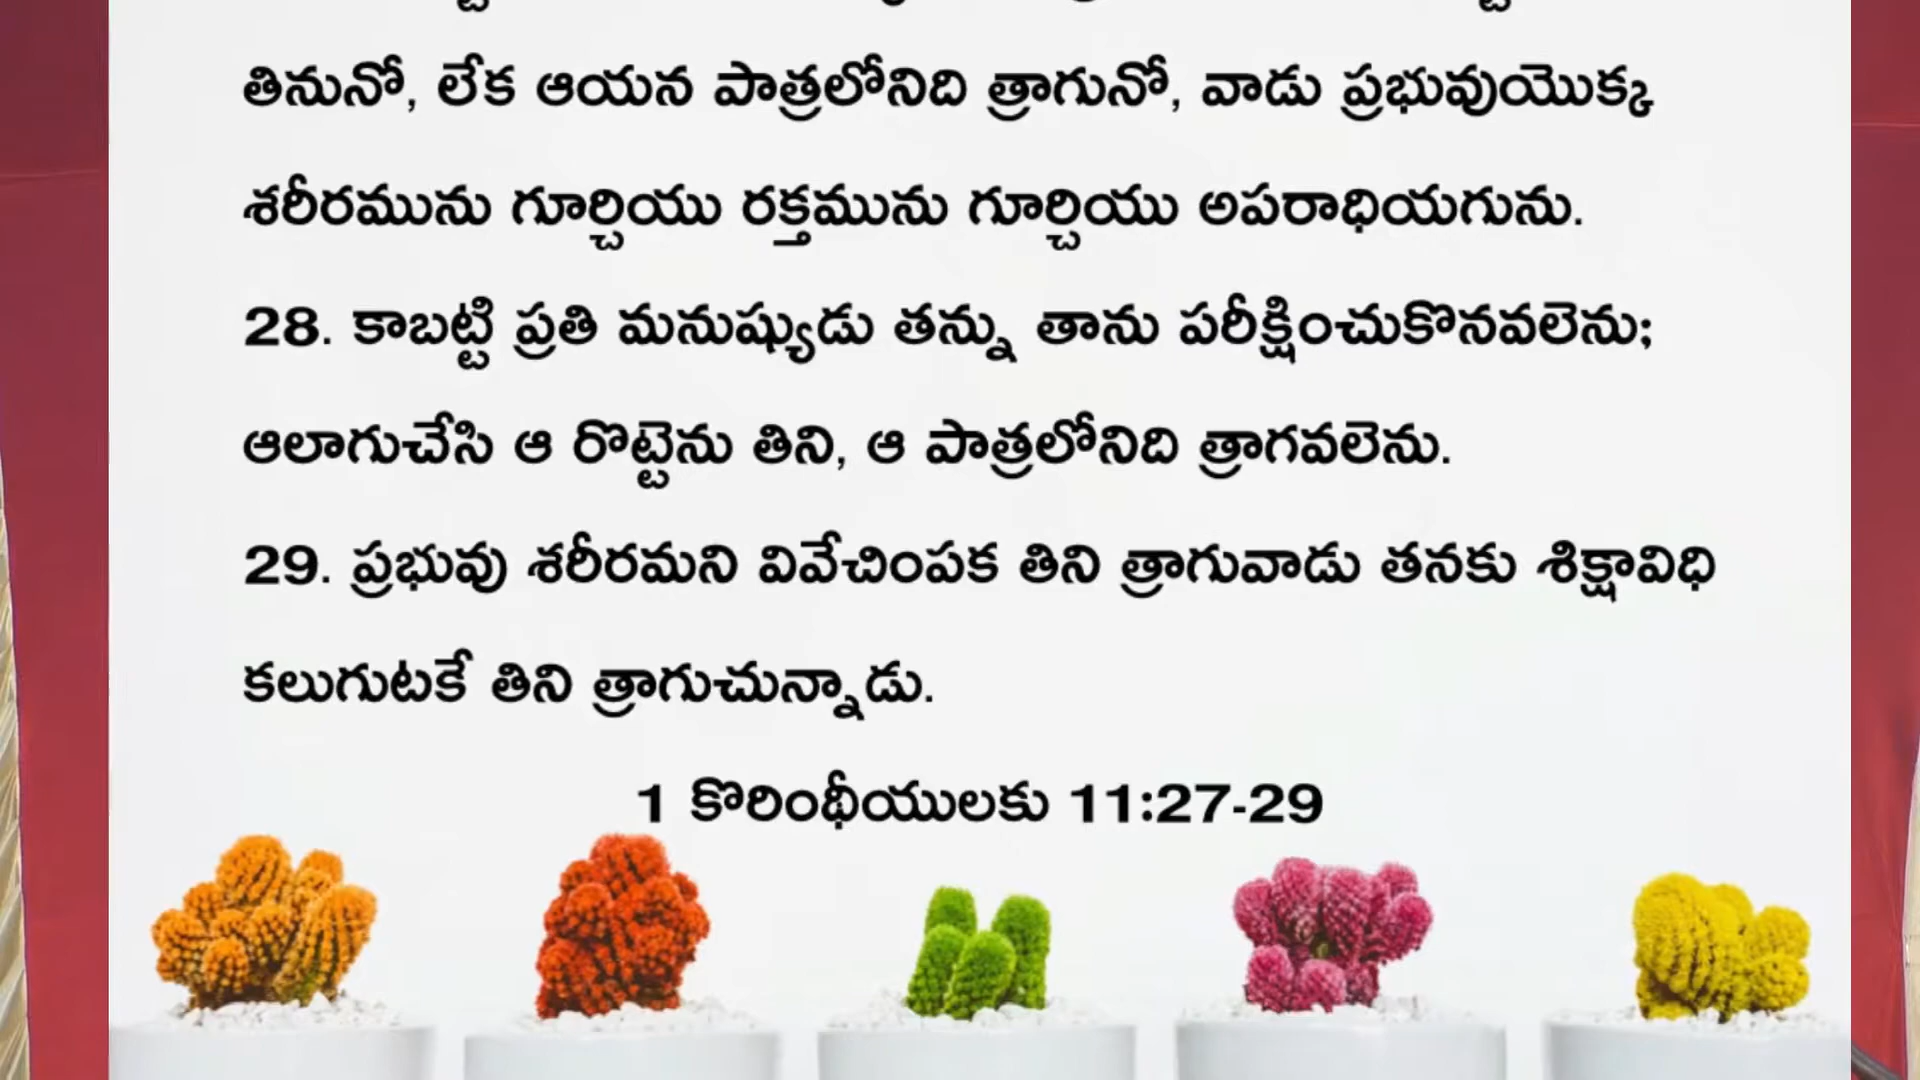 తినునో, లేక ఆయన పాత్రలోనిది త్రాగునో, వాడు ప్రభువుయొక్క
శరీరమును గూర్చియు రక్తమును గూర్చియు అపరాధియగును.
28. కాబట్టి ప్రతి మనుష్యుడు తన్ను తాను పరీక్షించుకొనవలెను;
ఆలాగుచేసి ఆ రొట్టెను తిని, ఆ పాత్రలోనిది త్రాగవలెను.
29. ప్రభువు శరీరమని వివేచింపక తిని త్రాగువాడు తనకు శిక్షావిధి
కలుగుటకే తిని త్రాగుచున్నాడు.
1 కొరింథీయులకు 11:27-29